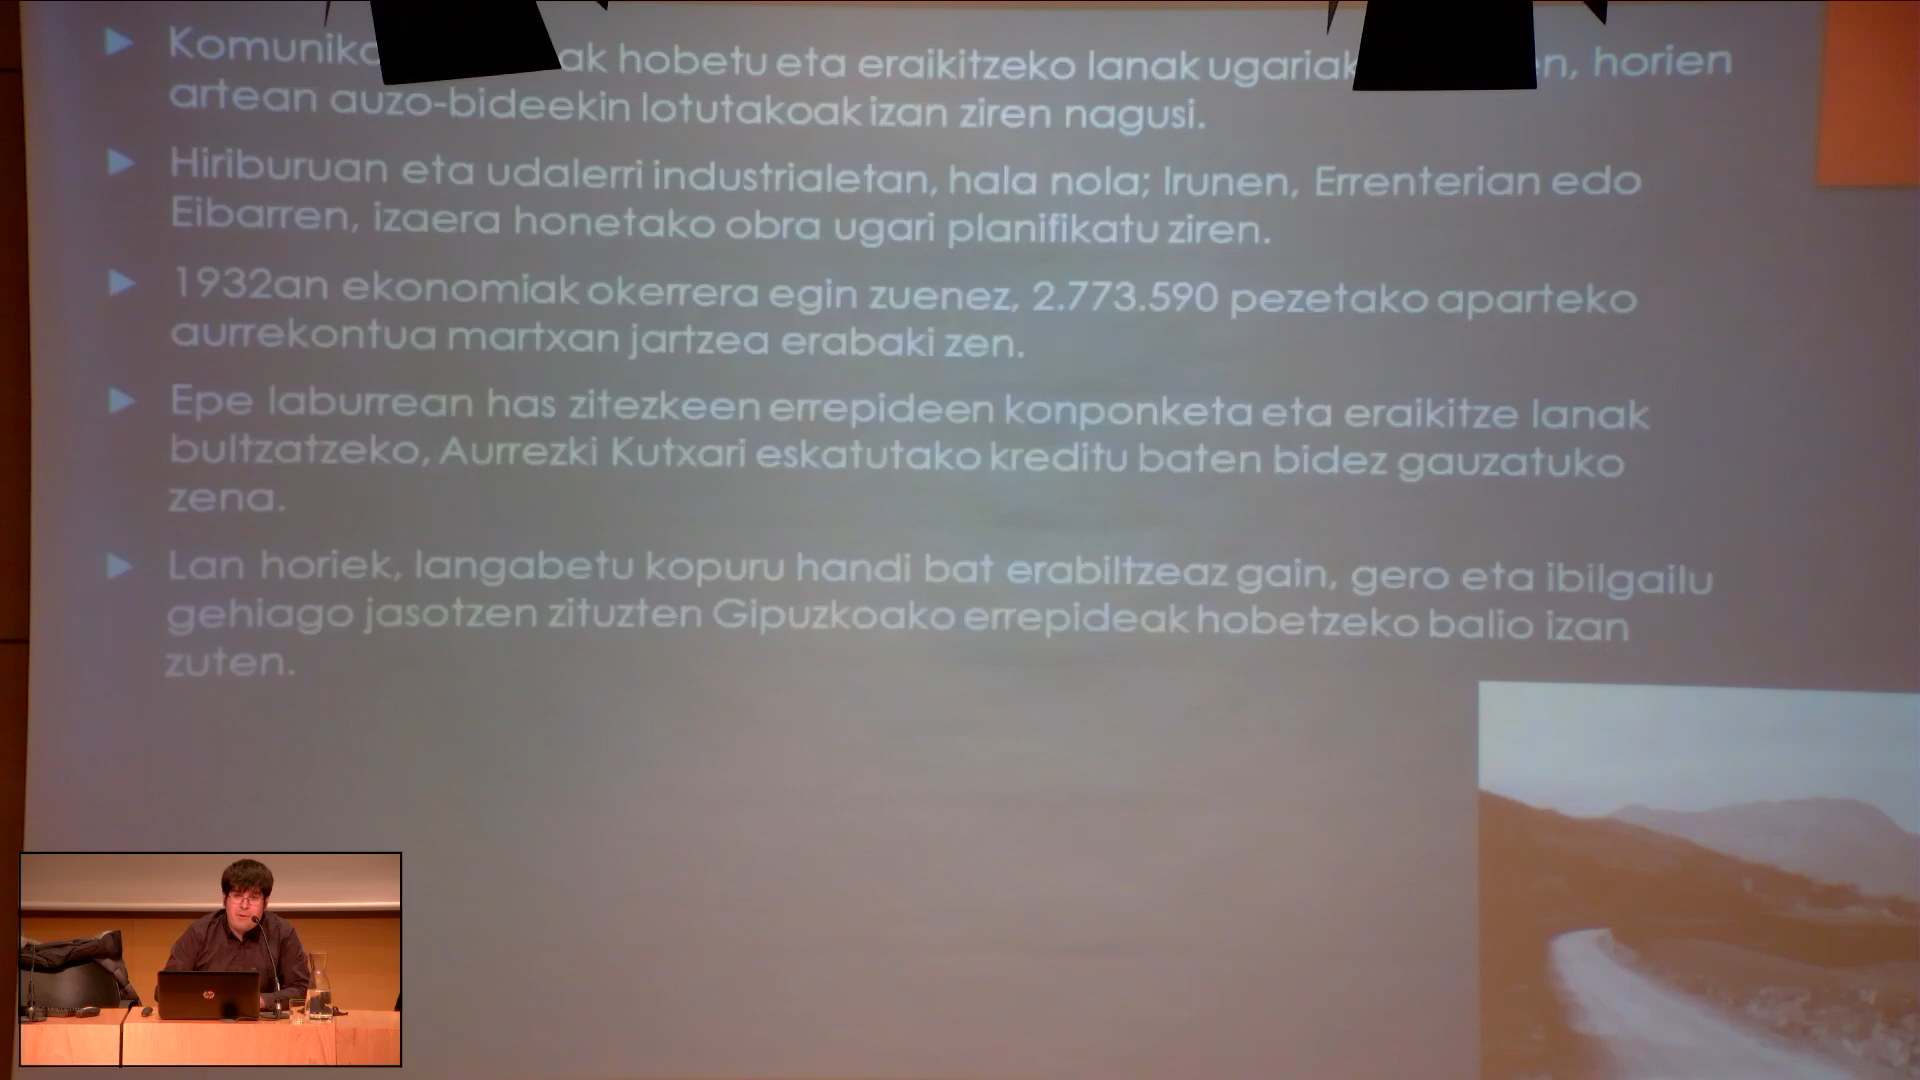 ak hobetu eta eraikitzeko lanak ugariak horien
artean auzo-bideekin lotutakoak izan ziren nagusi.
Hiriburuan eta udalerri industrialetan, hala nola; Irunen, Errenterian edo
Eibarren, izaera honetako obra ugari planifikatu ziren.
1932an ekonomiak okerrera egin zuenez, 2.773.590 pezetako aparteko
aurrekontua martxan jartzea erabaki zen.
Epe laburrean has zitezkeen errepideen konponketa eta eraikitze lanak
bultzatzeko, Aurrezki Kutxari eskatutako kreditu baten bidez gauzatuko
zena.
Lan horiek, langabetu kopuru handi bat erabiltzeaz gain, gero eta ibilgailu
gehiago jasotzen zituzten Gipuzkoako errepideak hobetzeko balio izan
zuten.
hp